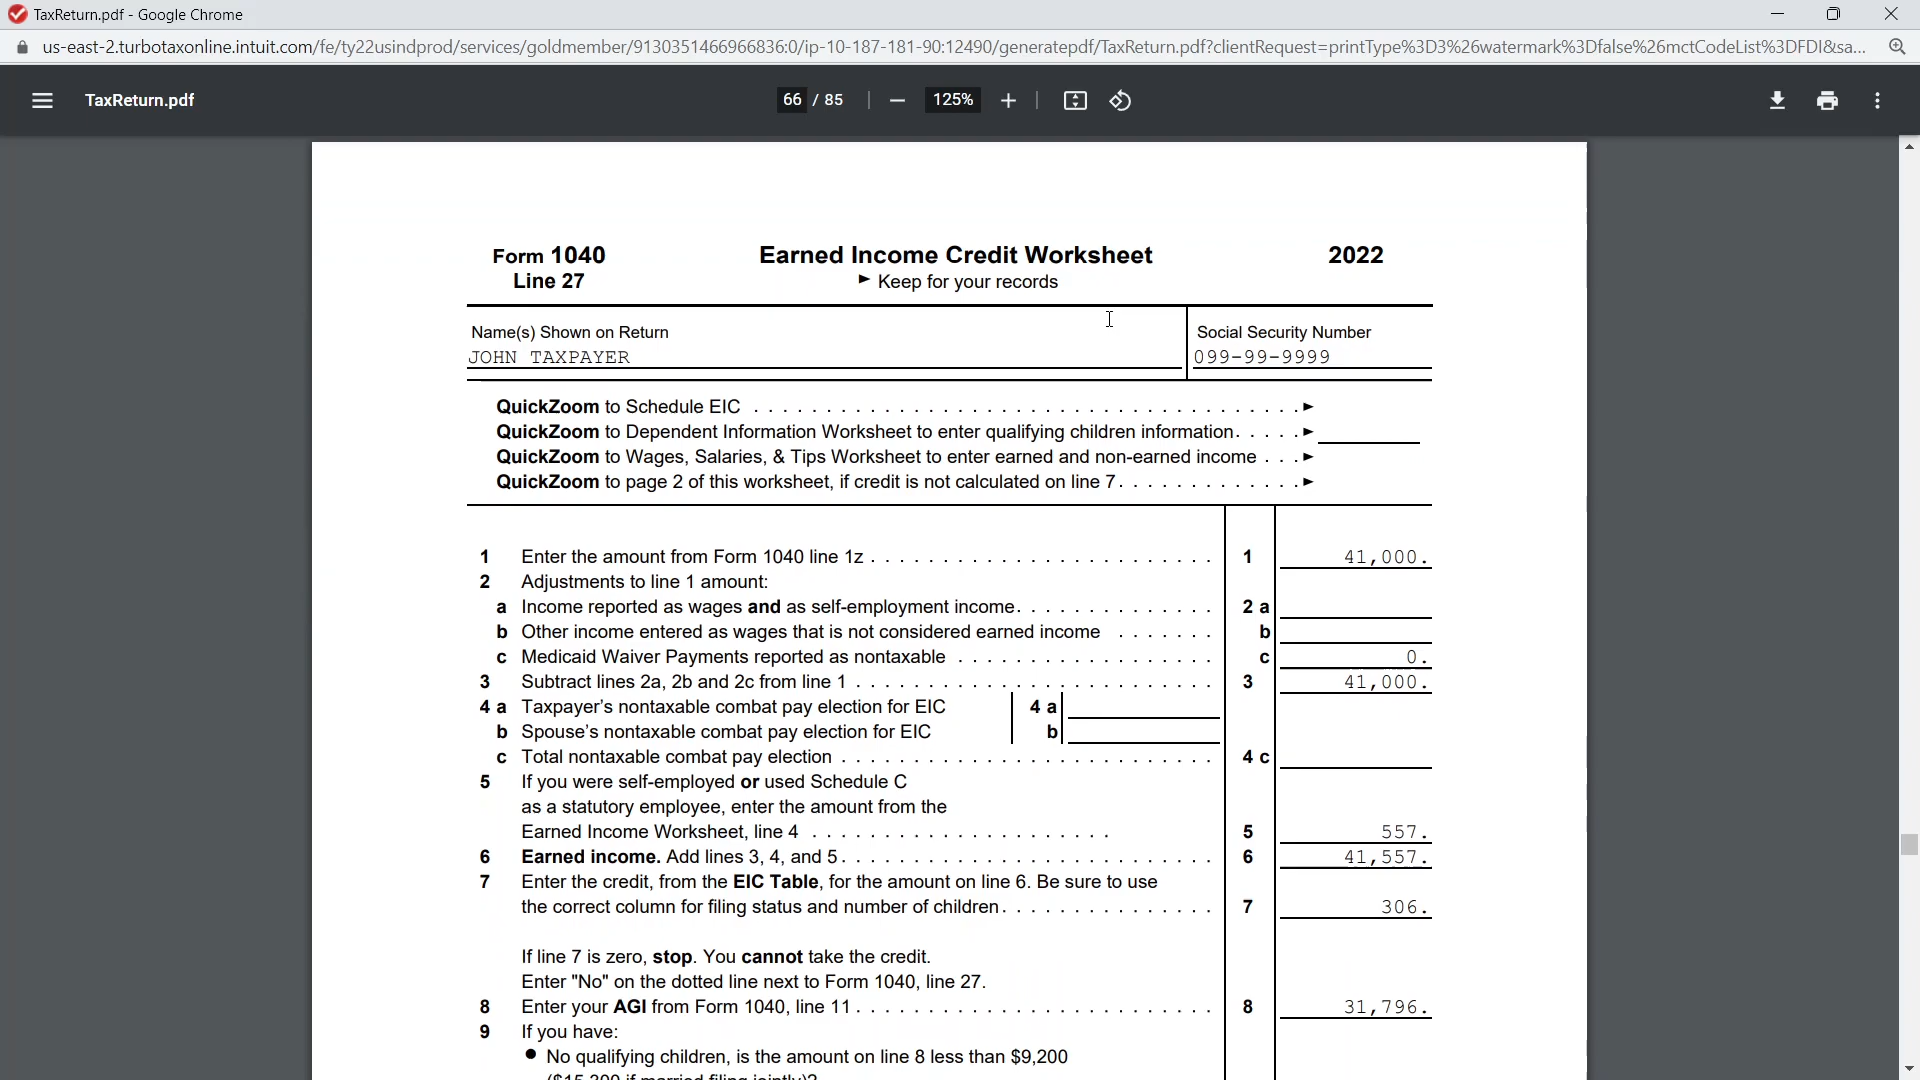 TaxReturn.pdf - Google Chrome
us-east-2.turbotaxonline.intuit.com/fe/ty22usindprod/services/goldmember/9130351466966836:0/ip-10-187-181-90:12490/generatepdf/TaxReturn.pdf?clientRequest=printType%3D3%26watermark%3Dfalse%26mctCodeList%3DFDI&sa...
TaxReturn.pdf 66 / 85 125%
Form 1040 Earned Income Credit Worksheet 2022
Line 27 ► Keep for your records
Name(s) Shown on Return Social Security Number
JOHN TAXPAYER 099-99-9999
QuickZoom to Schedule EIC . . . . . . . . . . . . . . . . . . . . . . . . . . . . . . . . . . . . . . ►
QuickZoom to Dependent Information Worksheet to enter qualifying children information. . . . . ►
QuickZoom to Wages, Salaries, & Tips Worksheet to enter earned and non-earned income . . . ►
QuickZoom to page 2 of this worksheet, if credit is not calculated on line 7. . . . . . . . . . . . . ►
1 Enter the amount from Form 1040 line 1z . . . . . . . . . . . . . . . . . . . . . . . . 1 41,000.
2 Adjustments to line 1 amount:
a Income reported as wages and as self-employment income. . . . . . . . . . . . . . 2 a
b Other income entered as wages that is not considered earned income . . . . . . . b
c Medicaid Waiver Payments reported as nontaxable . . . . . . . . . . . . . . . . . . c 0.
3 Subtract lines 2a, 2b and 2c from line 1 . . . . . . . . . . . . . . . . . . . . . . . . . 3 41,000.
4 a Taxpayer's nontaxable combat pay election for EIC 4 a
b Spouse's nontaxable combat pay election for EIC b
c Total nontaxable combat pay election . . . . . . . . . . . . . . . . . . . . . . . . . . 4 c
5 If you were self-employed or used Schedule C
as a statutory employee, enter the amount from the
Earned Income Worksheet, line 4 . . . . . . . . . . . . . . . . . . . . . 5 557.
6 Earned income. Add lines 3, 4, and 5. . . . . . . . . . . . . . . . . . . . . . . . . . 6 41,557.
7 Enter the credit, from the EIC Table, for the amount on line 6. Be sure to use
the correct column for filing status and number of children. . . . . . . . . . . . . . . 7 306.
If line 7 is zero, stop. You cannot take the credit.
Enter "No" on the dotted line next to Form 1040, line 27.
8 Enter your AGI from Form 1040, line 11 . . . . . . . . . . . . . . . . . . . . . . . . . 8 31,796.
9 If you have:
● No qualifying children, is the amount on line 8 less than $9,200
($15,300 if married filing jointly)?